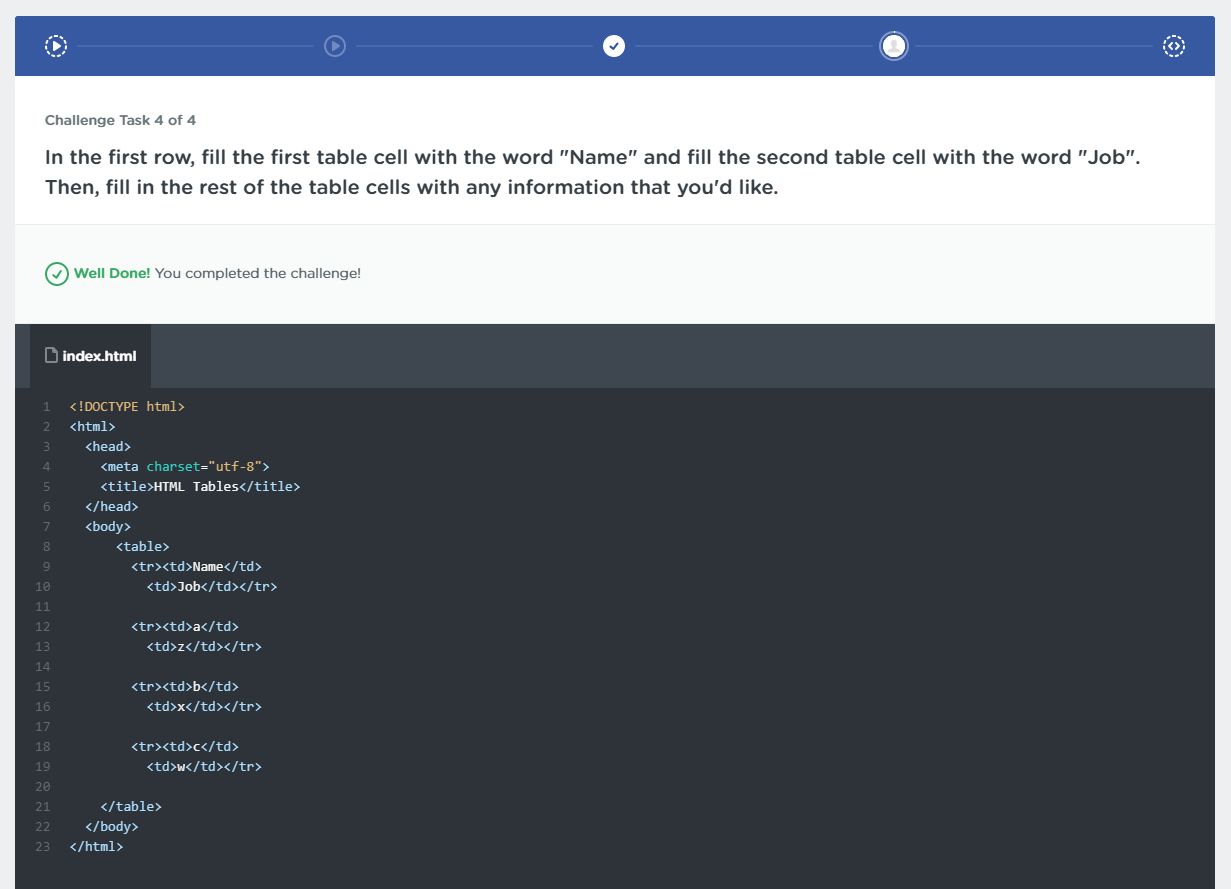 Challenge Task 4 of 4
In the first row, fill the first table cell with the word "Name" and fill the second table cell with the word "Job".
Then, fill in the rest of the table cells with any information that you'd like.
Well Done! You completed the challenge!
index.html
1 <!DOCTYPE html>
2 <html>
3   <head>
4     <meta charset="utf-8">
5     <title>HTML Tables</title>
6   </head>
7   <body>
8       <table>
9         <tr><td>Name</td>
10           <td>Job</td></tr>
11
12         <tr><td>a</td>
13           <td>z</td></tr>
14
15         <tr><td>b</td>
16           <td>x</td></tr>
17
18         <tr><td>c</td>
19           <td>w</td></tr>
20
21     </table>
22   </body>
23 </html>